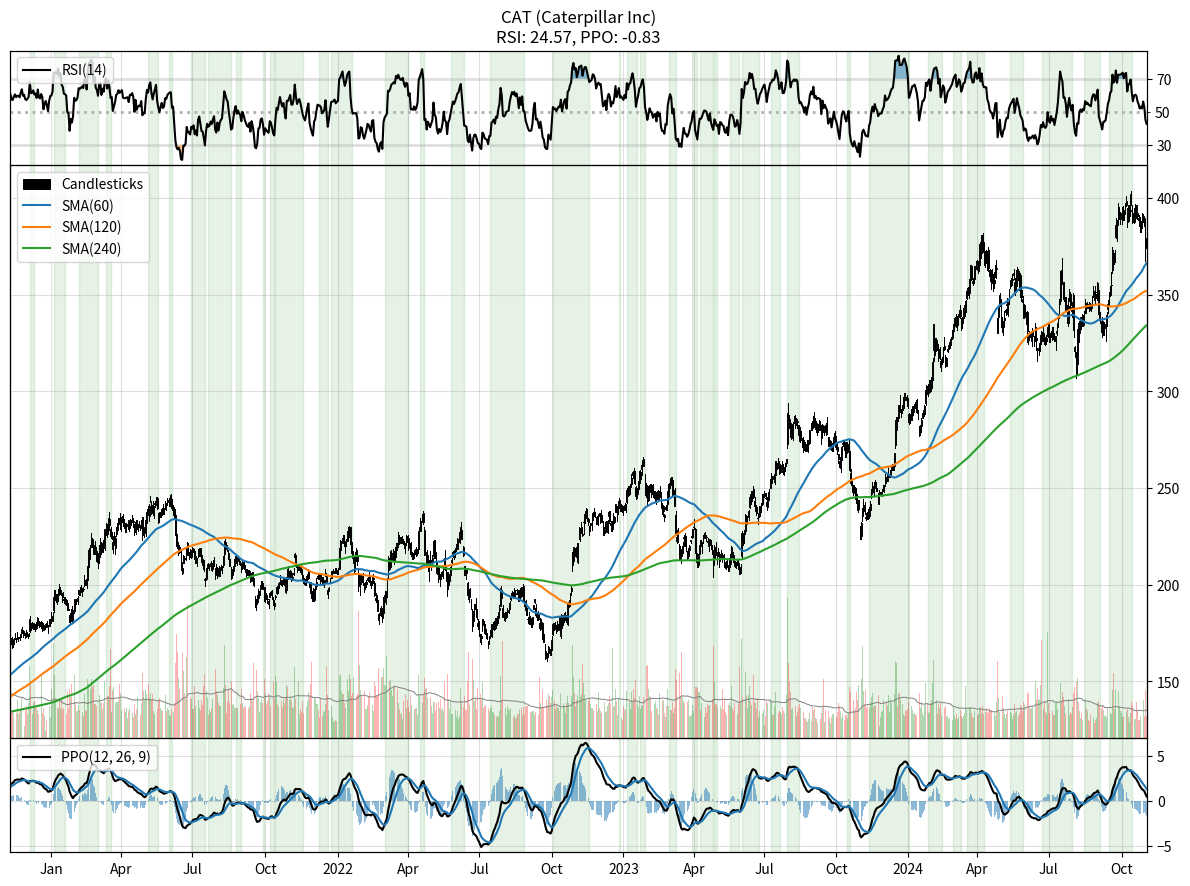 CAT (Caterpillar Inc)
RSI: 24.57, PPO: -0.83
RSI(14)
70
50
30
Candlesticks
SMA(60)
SMA(120)
SMA(240)
400
350
300
250
200
150
PPO(12, 26, 9)
5
0
−5
Jan Apr Jul Oct 2022 Apr Jul Oct 2023 Apr Jul Oct 2024 Apr Jul Oct